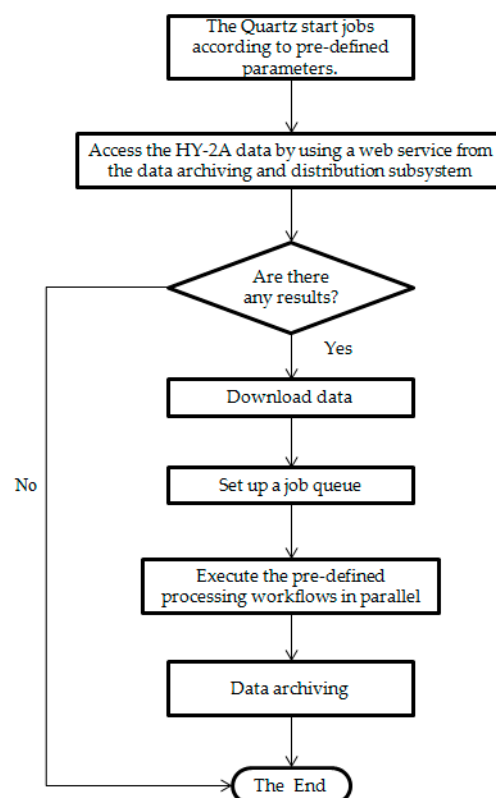 The Quartz start jobs
according to pre-defined
parameters.
Access the HY-2A data by using a web service from
the data archiving and distribution subsystem
Are there
any results?
Yes
Download data
No
Set up a job queue
Execute the pre-defined
processing workflows in parallel
Data archiving
The End